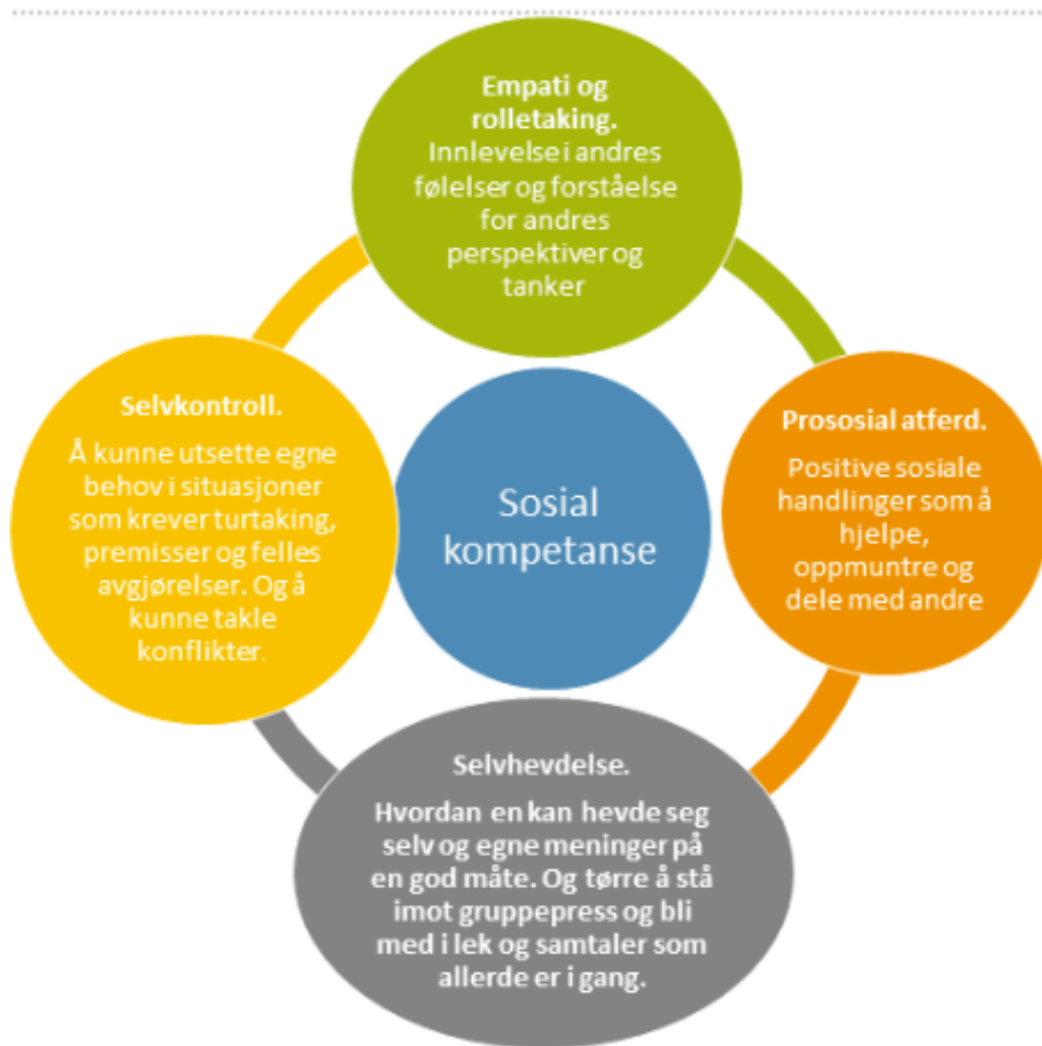 Empati og
rolletaking.
Innlevelse i andres
følelser og forståelse
for andres
perspektiver og
tanker
Selvkontroll.
Å kunne utsette egne
behov i situasjoner
som krever turtaking,
premisser og felles
avgjørelser. Og å
kunne takle
konflikter.
Sosial
kompetanse
Prososial atferd.
Positive sosiale
handlinger som å
hjelpe,
oppmuntre og
dele med andre
Selvhevdelse.
Hvordan en kan hevde seg
selv og egne meninger på
en god måte. Og tørre å stå
imot gruppepress og bli
med i lek og samtaler som
allerde er i gang.